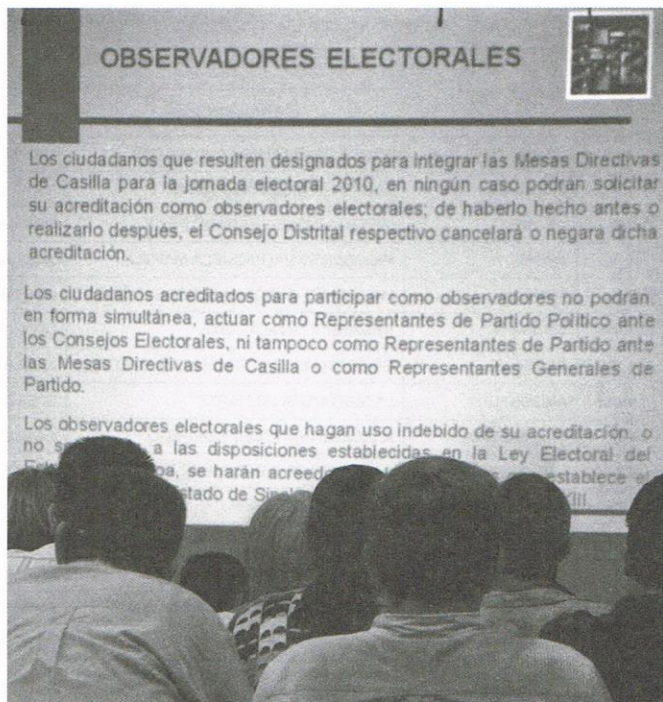 OBSERVADORES ELECTORALES
Los ciudadanos que resulten designados para integrar las Mesas Directivas
de Casilla para la jornada electoral 2010, en ningún caso podrán solicitar
su acreditación como observadores electorales; de haberlo hecho antes o
realizarlo después, el Consejo Distrital respectivo cancelará o negará dicha
acreditación.
Los ciudadanos acreditados para participar como observadores no podrán,
en forma simultánea, actuar como Representantes de Partido Político ante
los Consejos Electorales, ni tampoco como Representantes de Partido ante
las Mesas Directivas de Casilla o como Representantes Generales de
Partido.
Los observadores electorales que hagan uso indebido de su acreditación, o
no a las disposiciones establecidas en la Ley Electoral del
se harán establece el
de